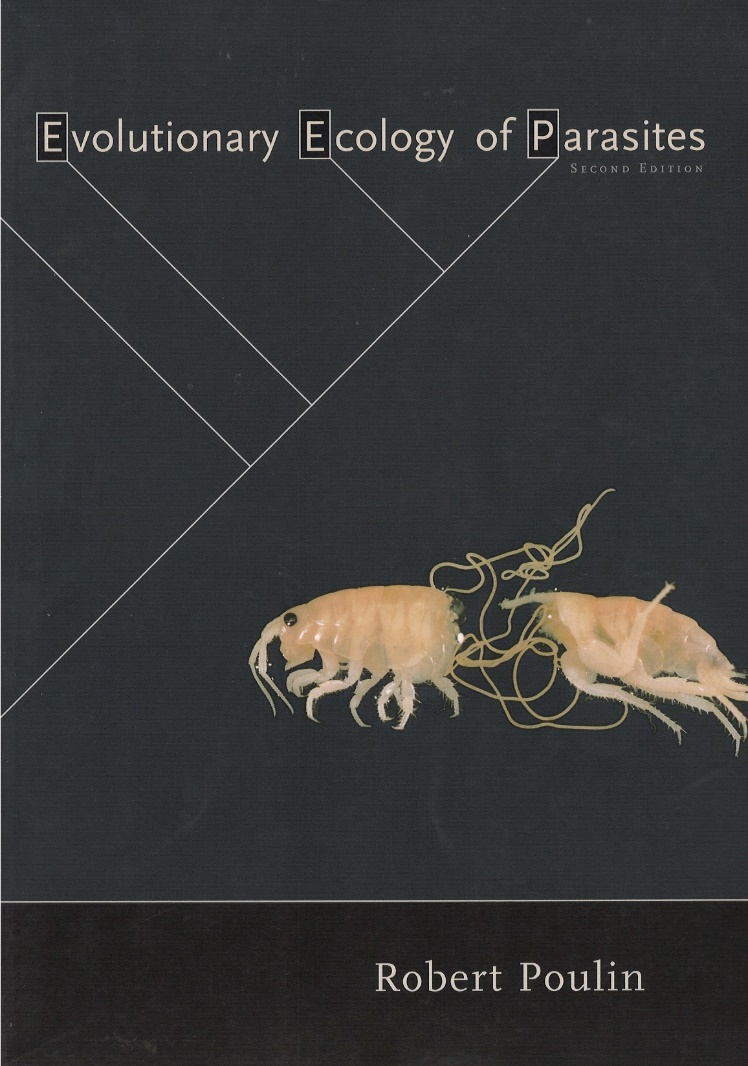 Evolutionary Ecology of Parasites
Second Edition
Robert Poulin